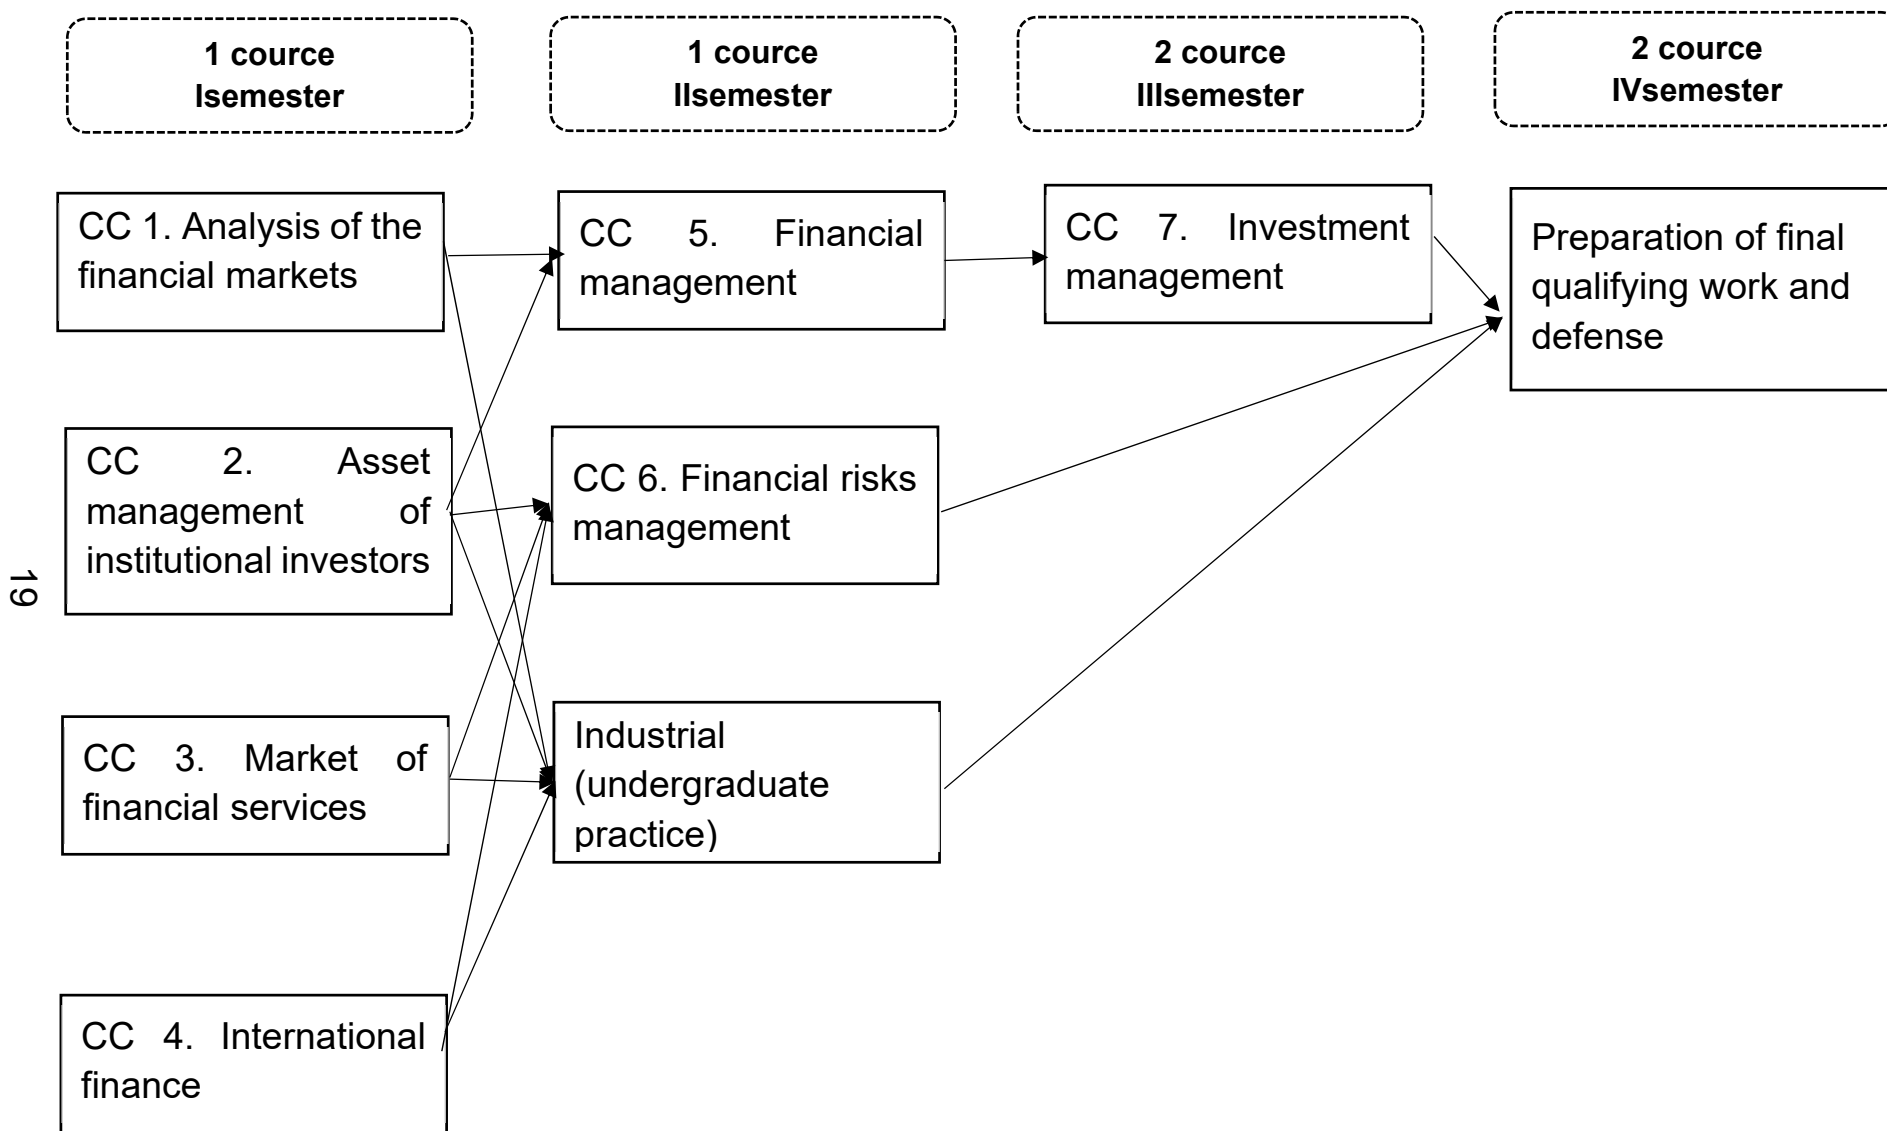 1 cource
Isemester
1 cource
IIsemester
2 cource
IIIsemester
2 cource
IVsemester
CC 1. Analysis of the
financial markets
CC 5. Financial
management
CC 7. Investment
management
Preparation of final
qualifying work and
defense
CC 2. Asset
management of
institutional investors
CC 6. Financial risks
management
19
CC 3. Market of
financial services
Industrial
(undergraduate
practice)
CC 4. International
finance